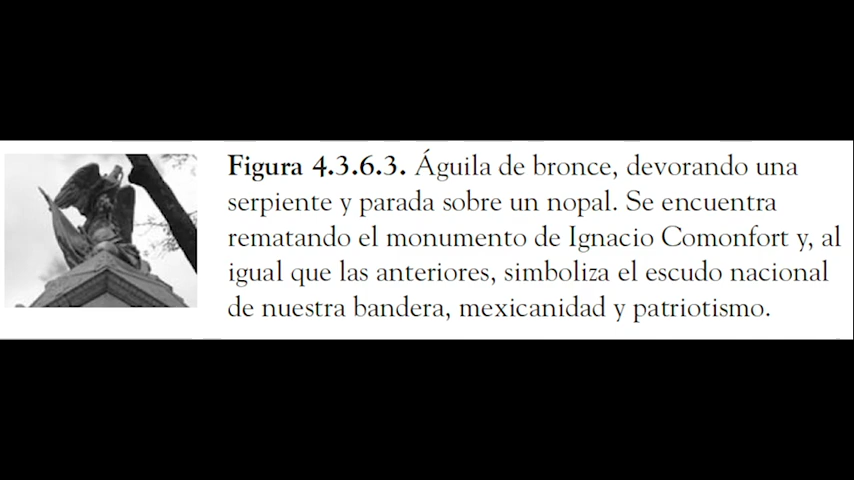 Figura 4.3.6.3. Águila de bronce, devorando una
serpiente y parada sobre un nopal. Se encuentra
rematando el monumento de Ignacio Comonfort y, al
igual que las anteriores, simboliza el escudo nacional
de nuestra bandera, mexicanidad y patriotismo.